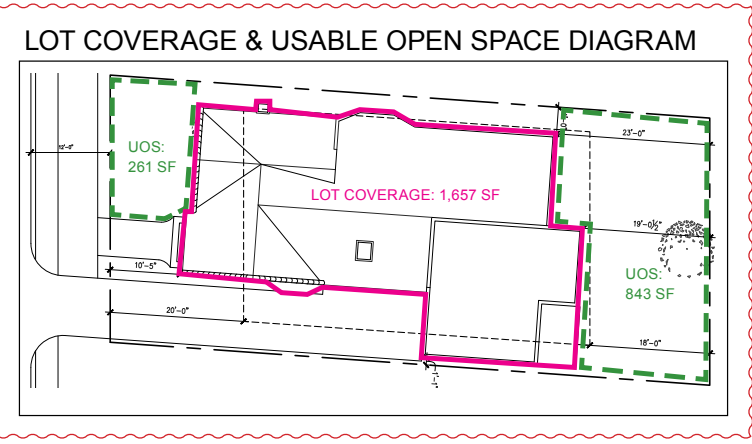 LOT COVERAGE & USABLE OPEN SPACE DIAGRAM
UOS:
261 SF
23'-0"
LOT COVERAGE: 1,657 SF
19'-0½"
10'-5"
UOS:
843 SF
20'-0"
18'-0"